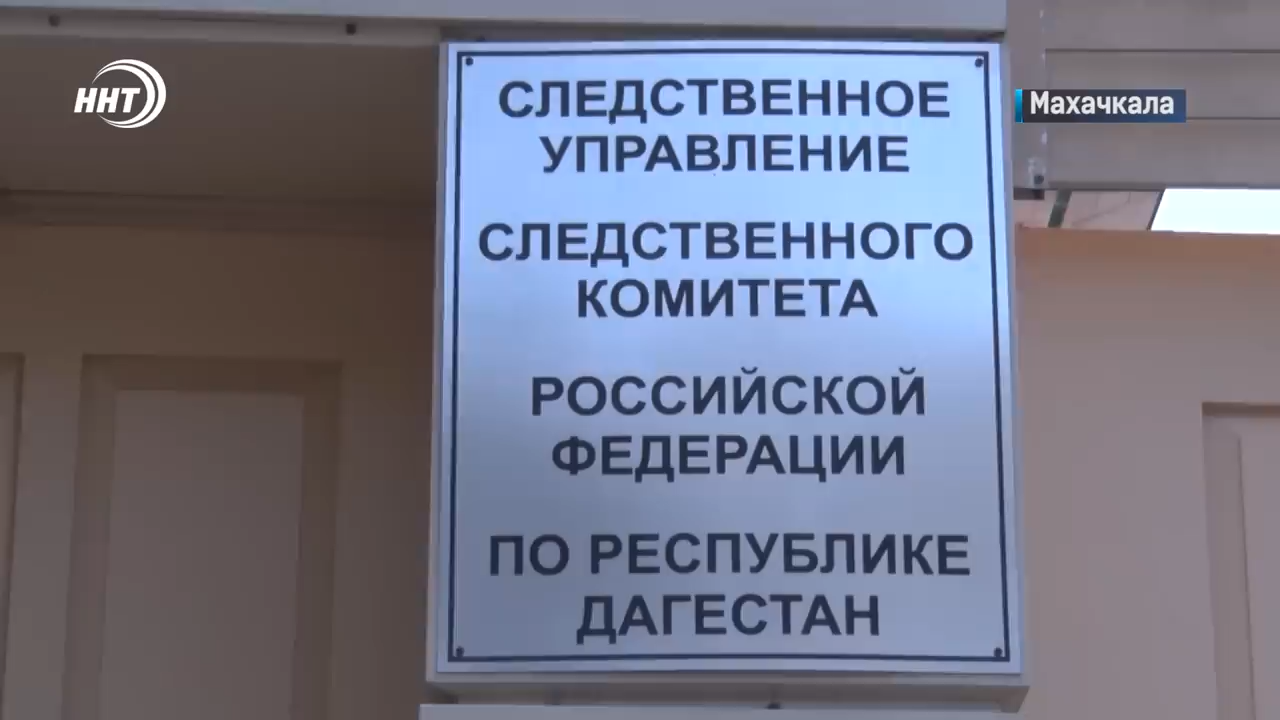 ННТ
Махачкала
СЛЕДСТВЕННОЕ
УПРАВЛЕНИЕ
СЛЕДСТВЕННОГО
КОМИТЕТА
РОССИЙСКОЙ
ФЕДЕРАЦИИ
ПО РЕСПУБЛИКЕ
ДАГЕСТАН